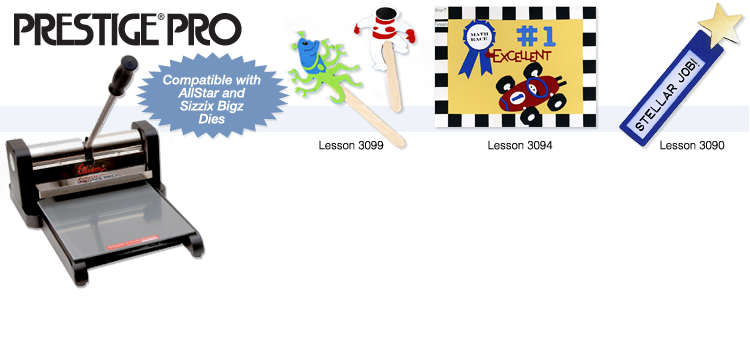 PRESTIGE® PRO
Compatible with
AllStar and
Sizzix Bigz
Dies
MATH
RACE
#1
EXCELLENT
STELLAR JOB!
Lesson 3099
Lesson 3094
Lesson 3090